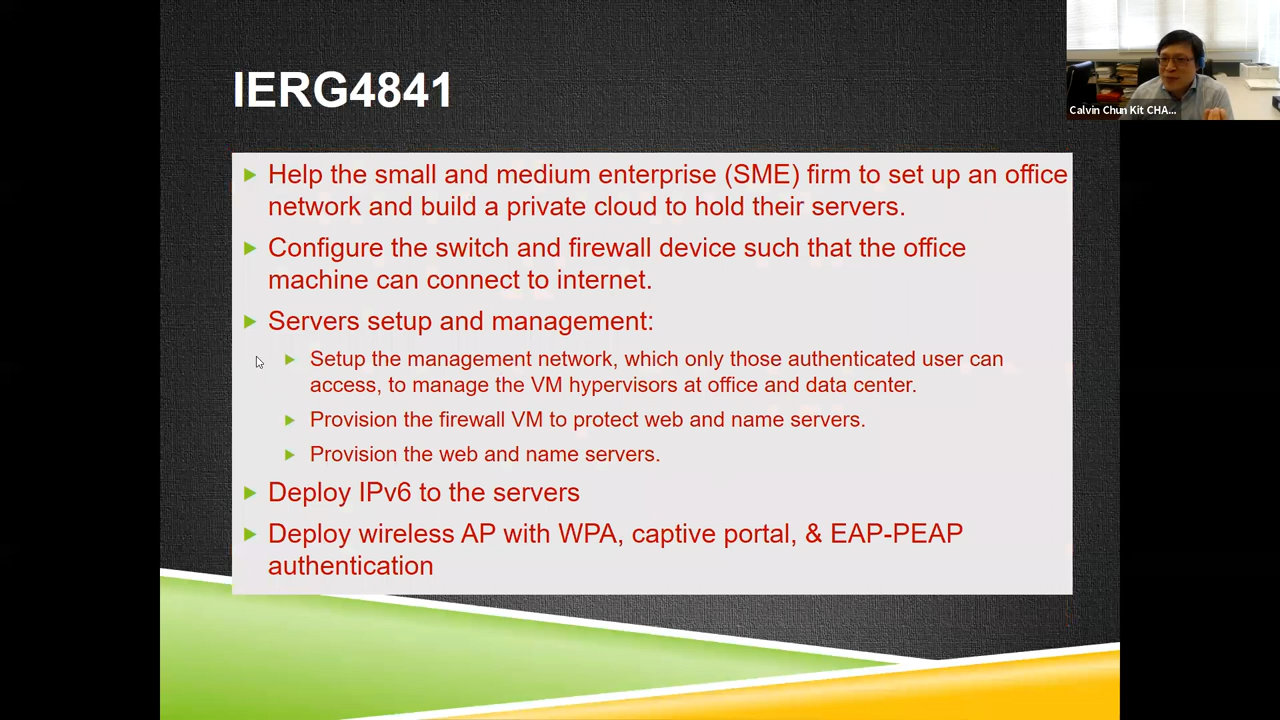 IERG4841
Calvin Chun Kit CHA...
Help the small and medium enterprise (SME) firm to set up an office
network and build a private cloud to hold their servers.
Configure the switch and firewall device such that the office
machine can connect to internet.
Servers setup and management:
Setup the management network, which only those authenticated user can
access, to manage the VM hypervisors at office and data center.
Provision the firewall VM to protect web and name servers.
Provision the web and name servers.
Deploy IPv6 to the servers
Deploy wireless AP with WPA, captive portal, & EAP-PEAP
authentication